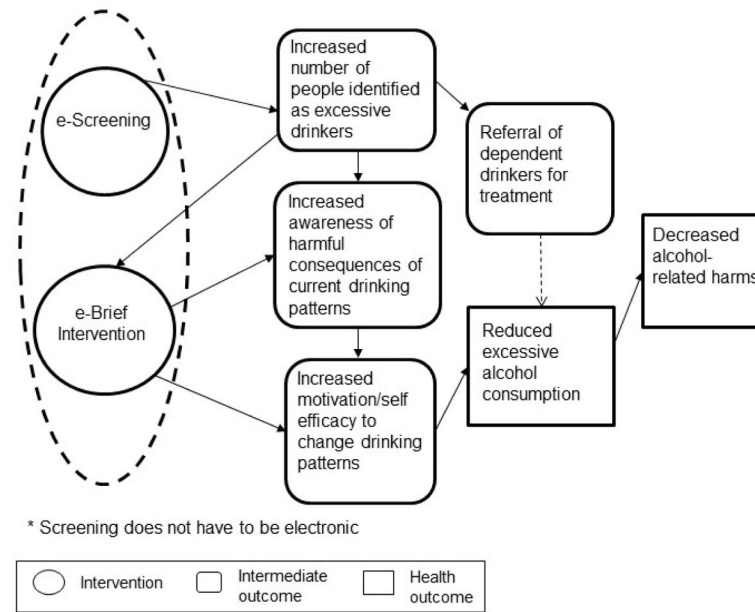 e-Screening
Increased
number of
people identified
as excessive
drinkers
Referral of
dependent
drinkers for
treatment
Increased
awareness of
harmful
consequences of
current drinking
patterns
e-Brief
Intervention
Increased
motivation/self
efficacy to
change drinking
patterns
Reduced
excessive
alcohol
consumption
Decreased
alcohol-
related harms
* Screening does not have to be electronic
Intervention
Intermediate
outcome
Health
outcome